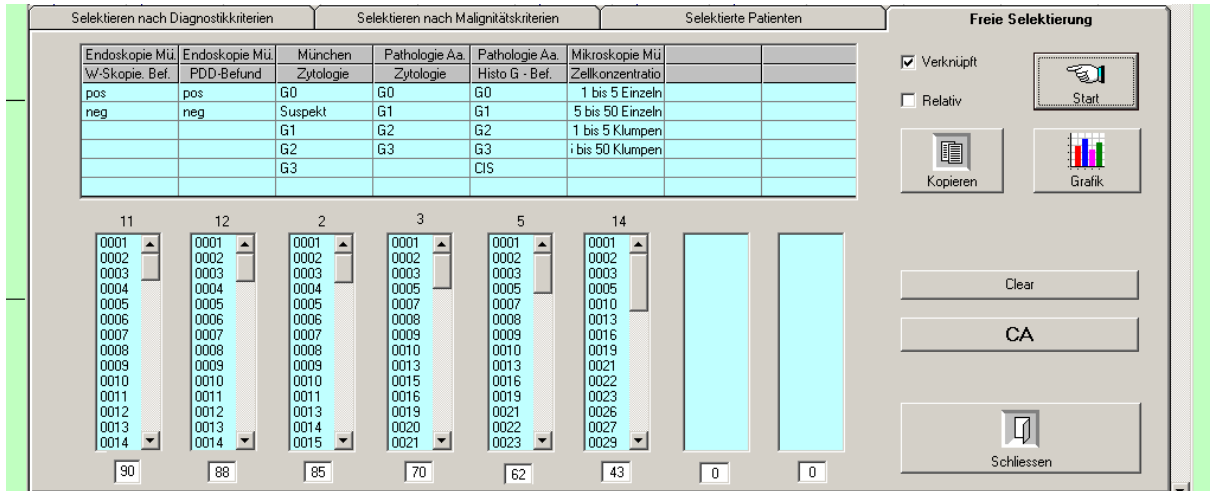 Selektieren nach Diagnostikkriterien Selektieren nach Malignitätskriterien Selektierte Patienten Freie Selektierung
Endoskopie Mü. Endoskopie Mü. München Pathologie Aa. Pathologie Aa. Mikroskopie Mü
W-Skopie. Bef. PDD-Befund Zytologie Zytologie Histo G - Bef. Zellkonzentratio
pos pos G0 G0 G0 1 bis 5 Einzeln
neg neg Suspekt G1 G1 5 bis 50 Einzeln
G1 G2 G2 1 bis 5 Klumpen
G2 G3 G3 bis 50 Klumpen
G3 CIS
Verknüpft
Relativ
Start
Kopieren Grafik
11 12 2 3 5 14
0001 0001 0001 0001 0001 0001
0002 0002 0002 0002 0002 0002
0003 0003 0003 0003 0003 0003
0004 0004 0004 0005 0004 0005
0005 0005 0005 0007 0005 0010
0006 0006 0006 0008 0007 0013
0007 0007 0007 0009 0008 0016
0008 0008 0008 0010 0009 0019
0009 0009 0009 0013 0010 0021
0010 0010 0010 0015 0013 0022
0011 0011 0011 0016 0016 0023
0012 0012 0013 0019 0019 0026
0013 0013 0014 0020 0021 0027
0014 0014 0015 0021 0022 0029
0023
90 88 85 70 62 43 0 0
Clear
CA
Schliessen